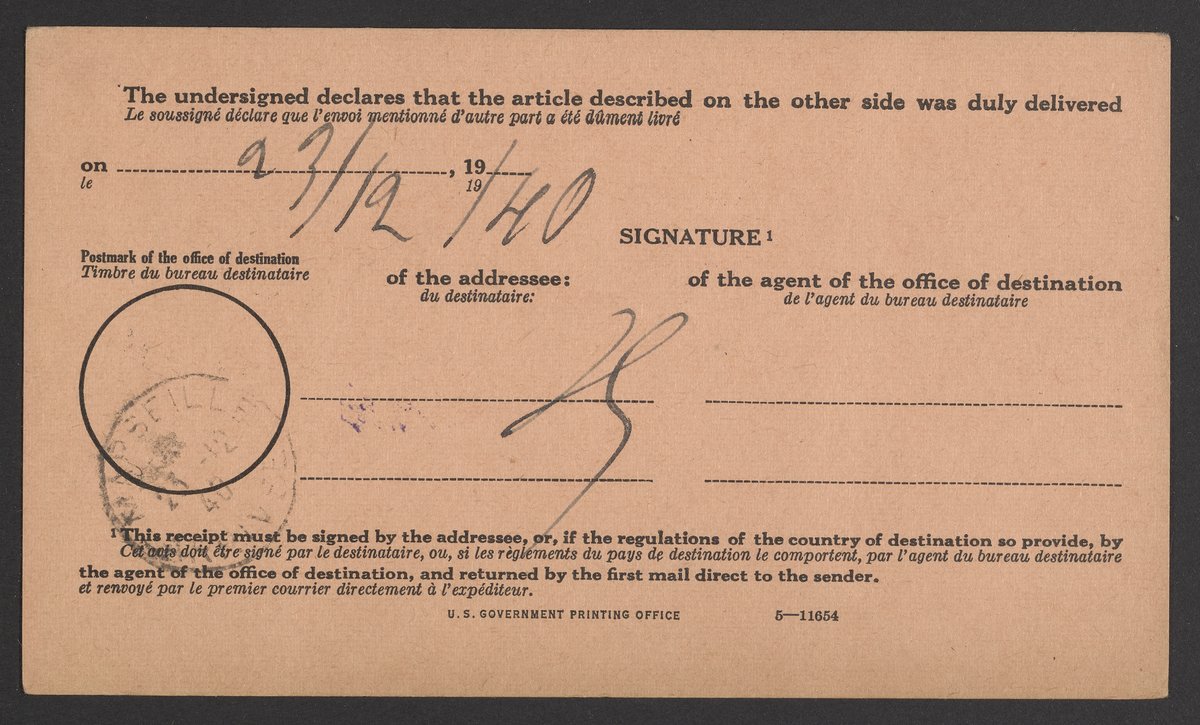 The undersigned declares that the article described on the other side was duly delivered
Le soussigné déclare que l'envoi mentionné d'autre part a été dûment livré
on 23/12, 19/40
le 19
SIGNATURE¹
Postmark of the office of destination
Timbre du bureau destinataire
of the addressee:
du destinataire:
of the agent of the office of destination
de l'agent du bureau destinataire
MARSEILLE
-12
40
¹This receipt must be signed by the addressee, or, if the regulations of the country of destination so provide, by
Cet acis doit être signé par le destinataire, ou, si les règlements du pays de destination le comportent, par l'agent du bureau destinataire
the agent of the office of destination, and returned by the first mail direct to the sender.
et renvoyé par le premier courrier directement à l'expéditeur.
U. S. GOVERNMENT PRINTING OFFICE 5—11654